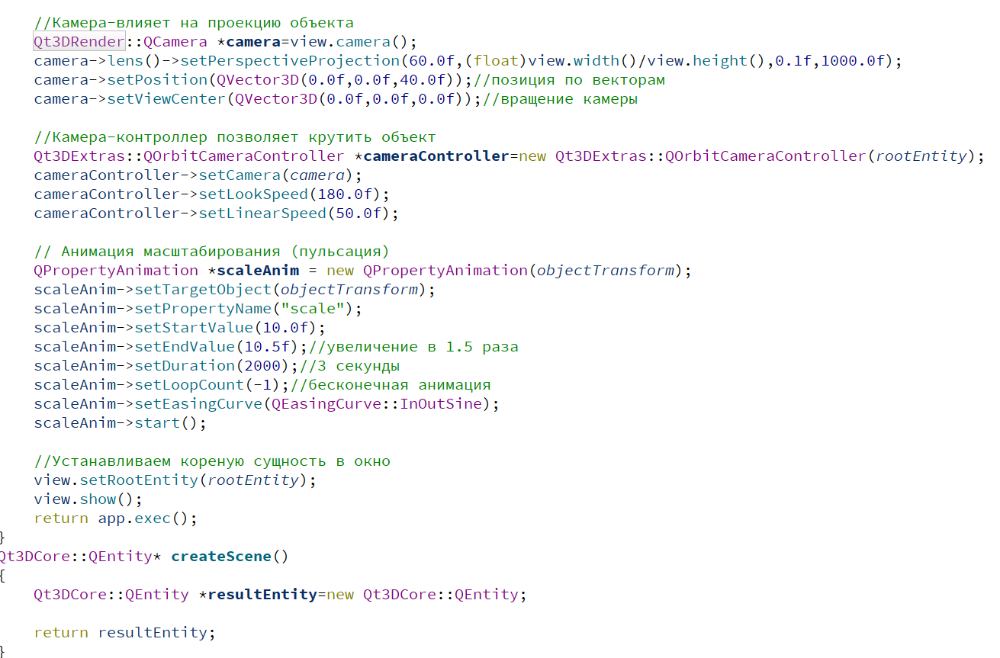 //Камера-влияет на проекцию объекта
Qt3DRender::QCamera *camera=view.camera();
camera->lens()->setPerspectiveProjection(60.0f,(float)view.width()/view.height(),0.1f,1000.0f);
camera->setPosition(QVector3D(0.0f,0.0f,40.0f));//позиция по векторам
camera->setViewCenter(QVector3D(0.0f,0.0f,0.0f));//вращение камеры
//Камера-контроллер позволяет крутить объект
Qt3DExtras::QOrbitCameraController *cameraController=new Qt3DExtras::QOrbitCameraController(rootEntity);
cameraController->setCamera(camera);
cameraController->setLookSpeed(180.0f);
cameraController->setLinearSpeed(50.0f);
// Анимация масштабирования (пульсация)
QPropertyAnimation *scaleAnim = new QPropertyAnimation(objectTransform);
scaleAnim->setTargetObject(objectTransform);
scaleAnim->setPropertyName("scale");
scaleAnim->setStartValue(10.0f);
scaleAnim->setEndValue(10.5f);//увеличение в 1.5 раза
scaleAnim->setDuration(2000);//3 секунды
scaleAnim->setLoopCount(-1);//бесконечная анимация
scaleAnim->setEasingCurve(QEasingCurve::InOutSine);
scaleAnim->start();
//Устанавливаем кореную сущность в окно
view.setRootEntity(rootEntity);
view.show();
return app.exec();
}
Qt3DCore::QEntity* createScene()
{
Qt3DCore::QEntity *resultEntity=new Qt3DCore::QEntity;
return resultEntity;
}